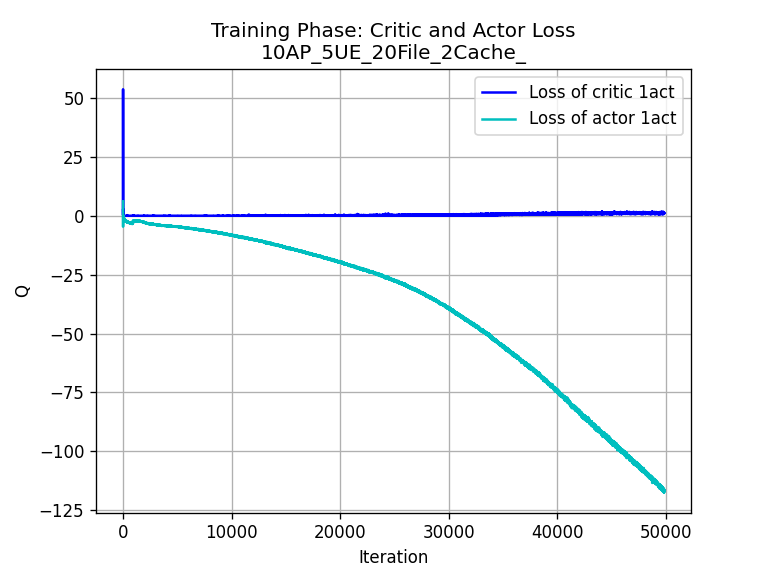 Training Phase: Critic and Actor Loss
10AP_5UE_20File_2Cache_
Loss of critic 1act
Loss of actor 1act
50
25
0
−25
−50
−75
−100
−125
Q
0
10000
20000
30000
40000
50000
Iteration